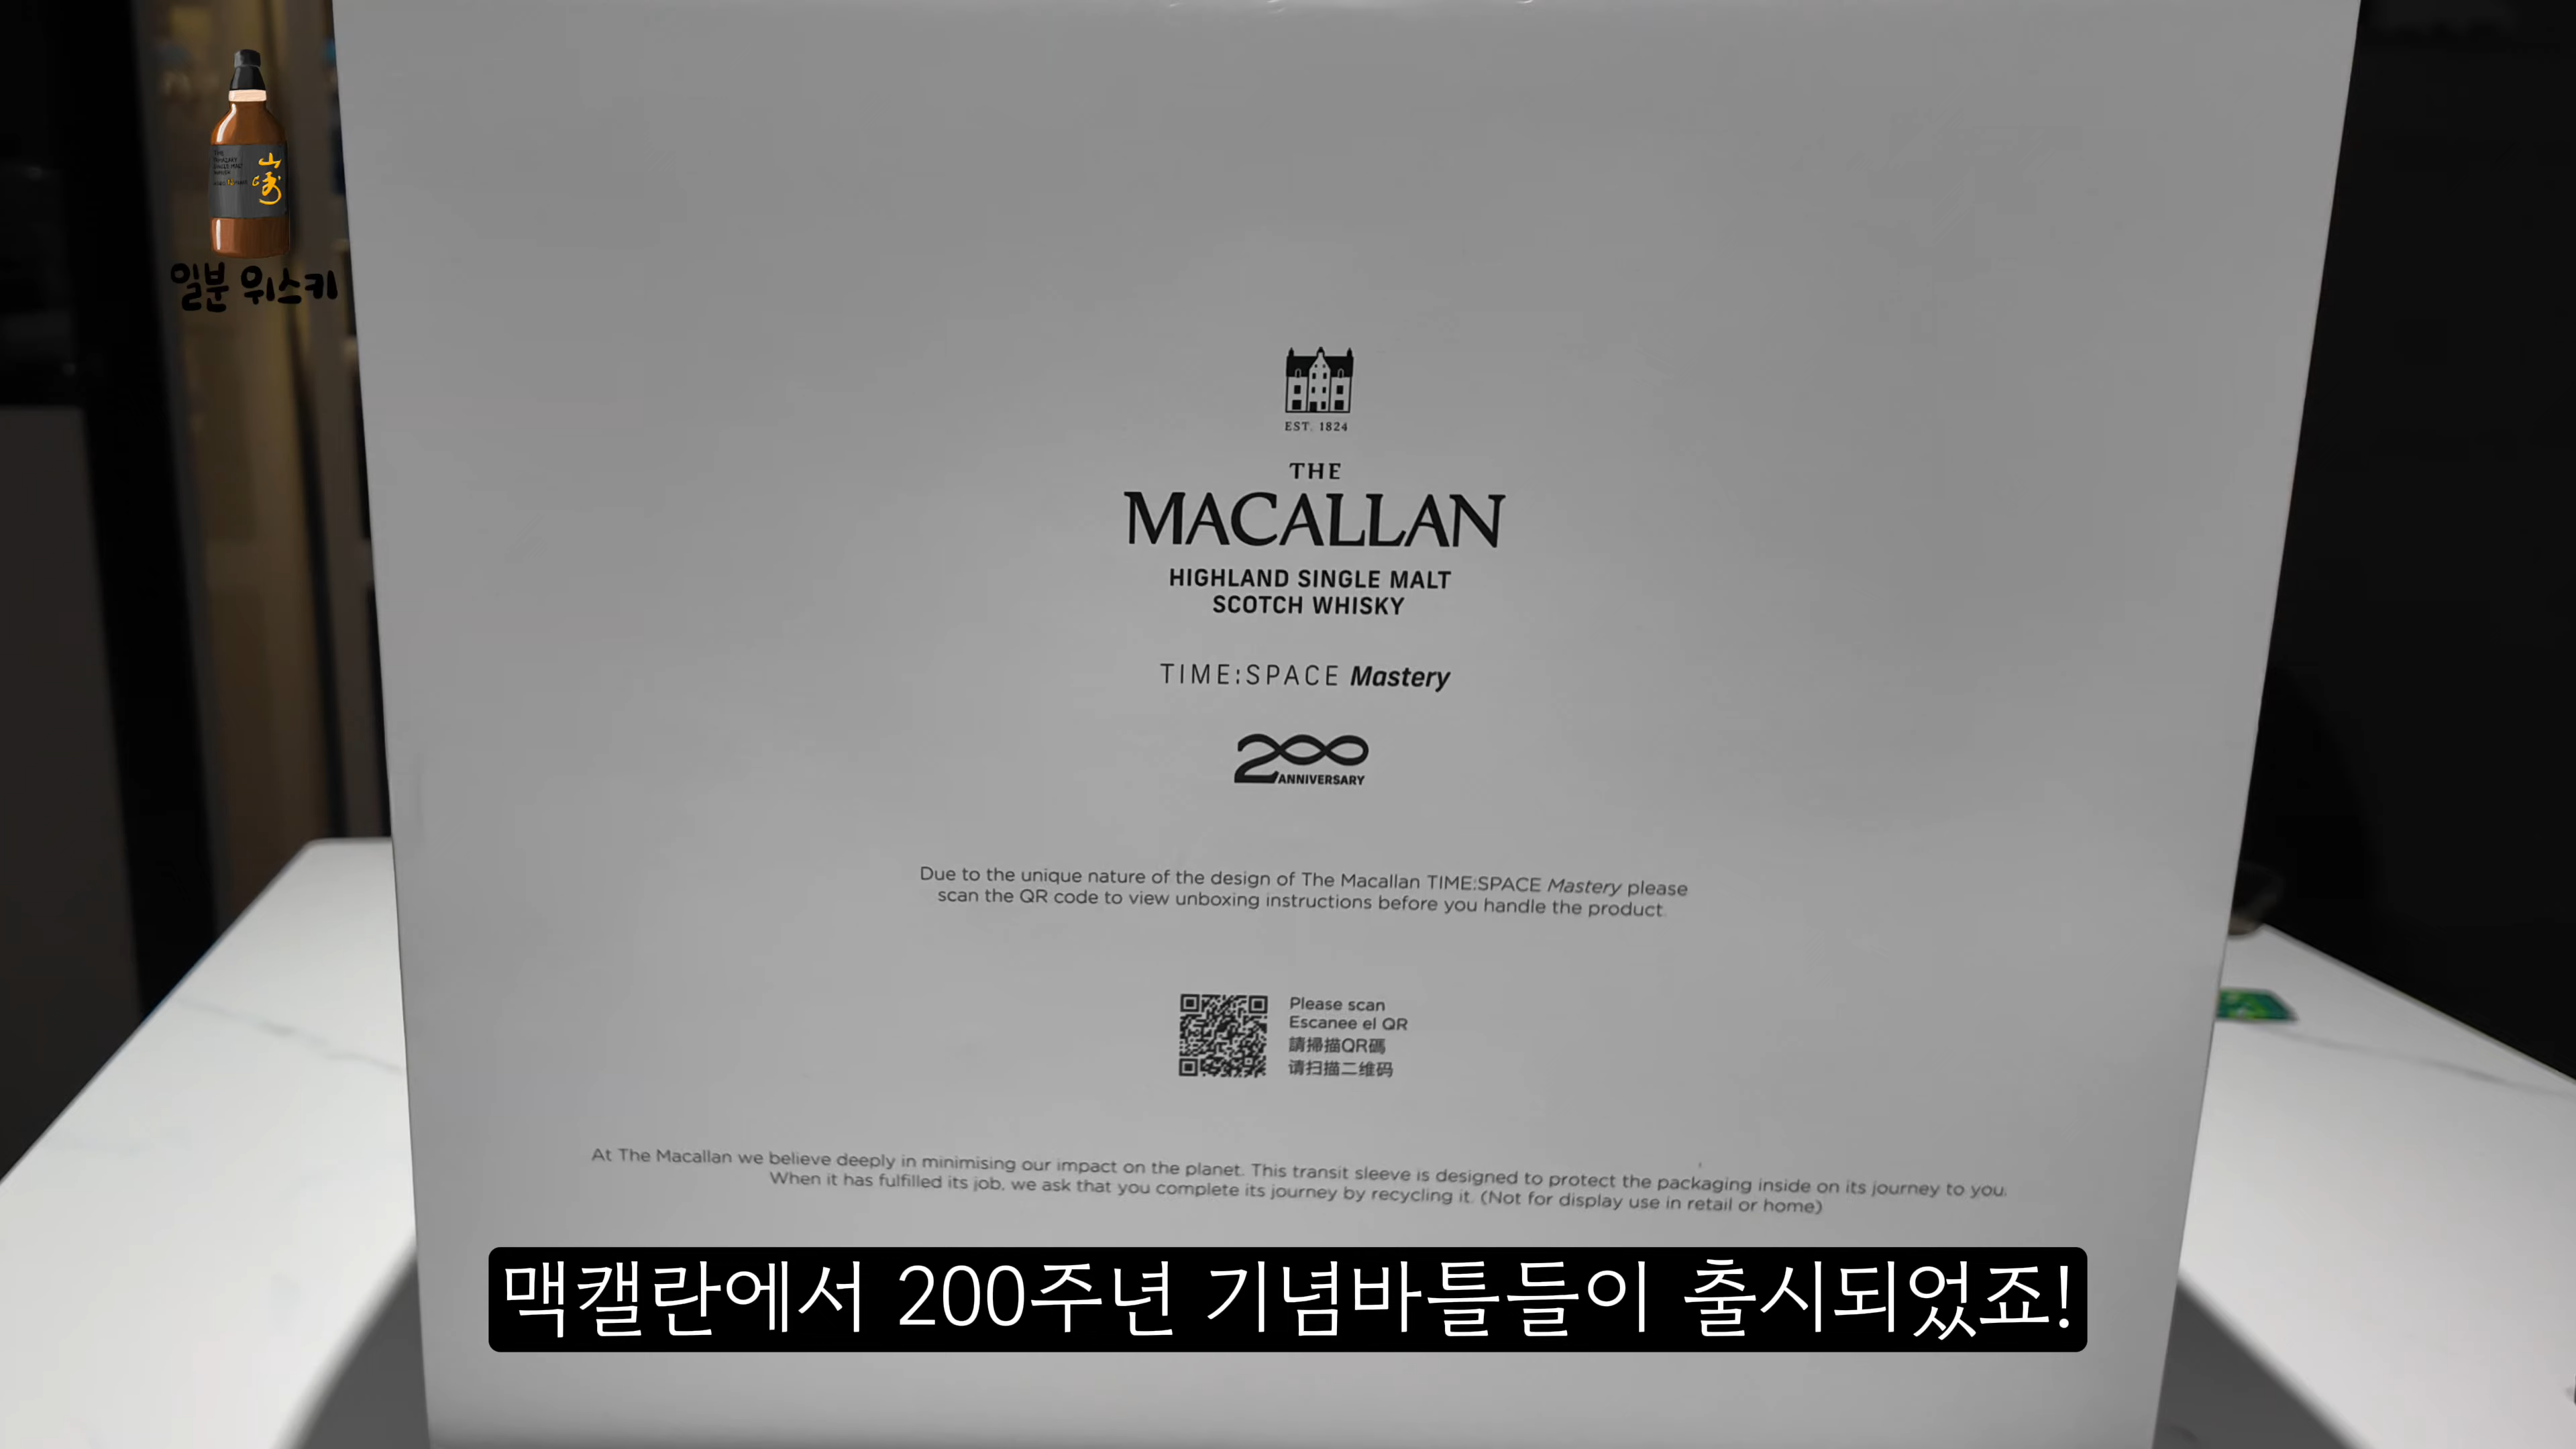 山崎
일분 위스키
EST. 1824
THE
MACALLAN
HIGHLAND SINGLE MALT
SCOTCH WHISKY
TIME:SPACE Mastery
200
ANNIVERSARY
Due to the unique nature of the design of The Macallan TIME:SPACE Mastery please
scan the QR code to view unboxing instructions before you handle the product.
Please scan
Escanee el QR
請掃描QR碼
请扫描二维码
At The Macallan we believe deeply in minimising our impact on the planet. This transit sleeve is designed to protect the packaging inside on its journey to you.
When it has fulfilled its job, we ask that you complete its journey by recycling it. (Not for display use in retail or home)
맥캘란에서 200주년 기념바틀들이 출시되었죠!